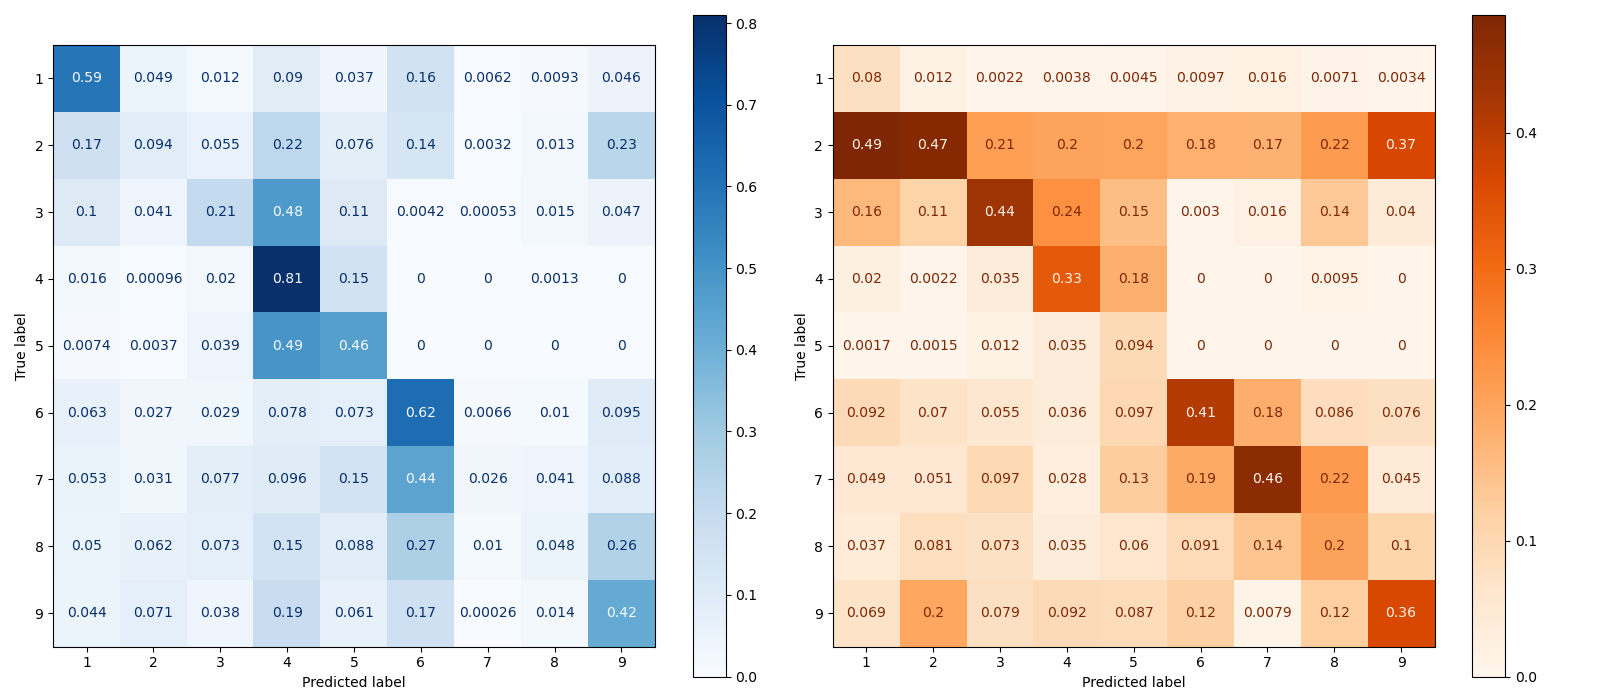 0.8
1 0.59 0.049 0.012 0.09 0.037 0.16 0.0062 0.0093 0.046
0.7
2 0.17 0.094 0.055 0.22 0.076 0.14 0.0032 0.013 0.23
0.6
3 0.1 0.041 0.21 0.48 0.11 0.0042 0.00053 0.015 0.047
0.5
4 0.016 0.00096 0.02 0.81 0.15 0 0 0.0013 0
True label
5 0.0074 0.0037 0.039 0.49 0.46 0 0 0 0
0.4
6 0.063 0.027 0.029 0.078 0.073 0.62 0.0066 0.01 0.095
0.3
7 0.053 0.031 0.077 0.096 0.15 0.44 0.026 0.041 0.088
0.2
8 0.05 0.062 0.073 0.15 0.088 0.27 0.01 0.048 0.26
0.1
9 0.044 0.071 0.038 0.19 0.061 0.17 0.00026 0.014 0.42
0.0
1 2 3 4 5 6 7 8 9
Predicted label
1 0.08 0.012 0.0022 0.0038 0.0045 0.0097 0.016 0.0071 0.0034
0.4
2 0.49 0.47 0.21 0.2 0.2 0.18 0.17 0.22 0.37
3 0.16 0.11 0.44 0.24 0.15 0.003 0.016 0.14 0.04
0.3
4 0.02 0.0022 0.035 0.33 0.18 0 0 0.0095 0
True label
5 0.0017 0.0015 0.012 0.035 0.094 0 0 0 0
0.2
6 0.092 0.07 0.055 0.036 0.097 0.41 0.18 0.086 0.076
7 0.049 0.051 0.097 0.028 0.13 0.19 0.46 0.22 0.045
0.1
8 0.037 0.081 0.073 0.035 0.06 0.091 0.14 0.2 0.1
9 0.069 0.2 0.079 0.092 0.087 0.12 0.0079 0.12 0.36
0.0
1 2 3 4 5 6 7 8 9
Predicted label